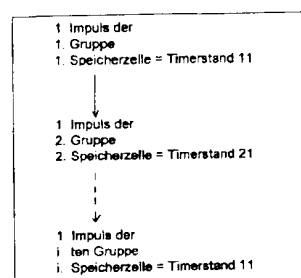 1 Impuls der
1. Gruppe
1. Speicherzelle = Timerstand 11
1 Impuls der
2. Gruppe
2. Speicherzelle = Timerstand 21
1 Impuls der
i ten Gruppe
i. Speicherzelle = Timerstand 11